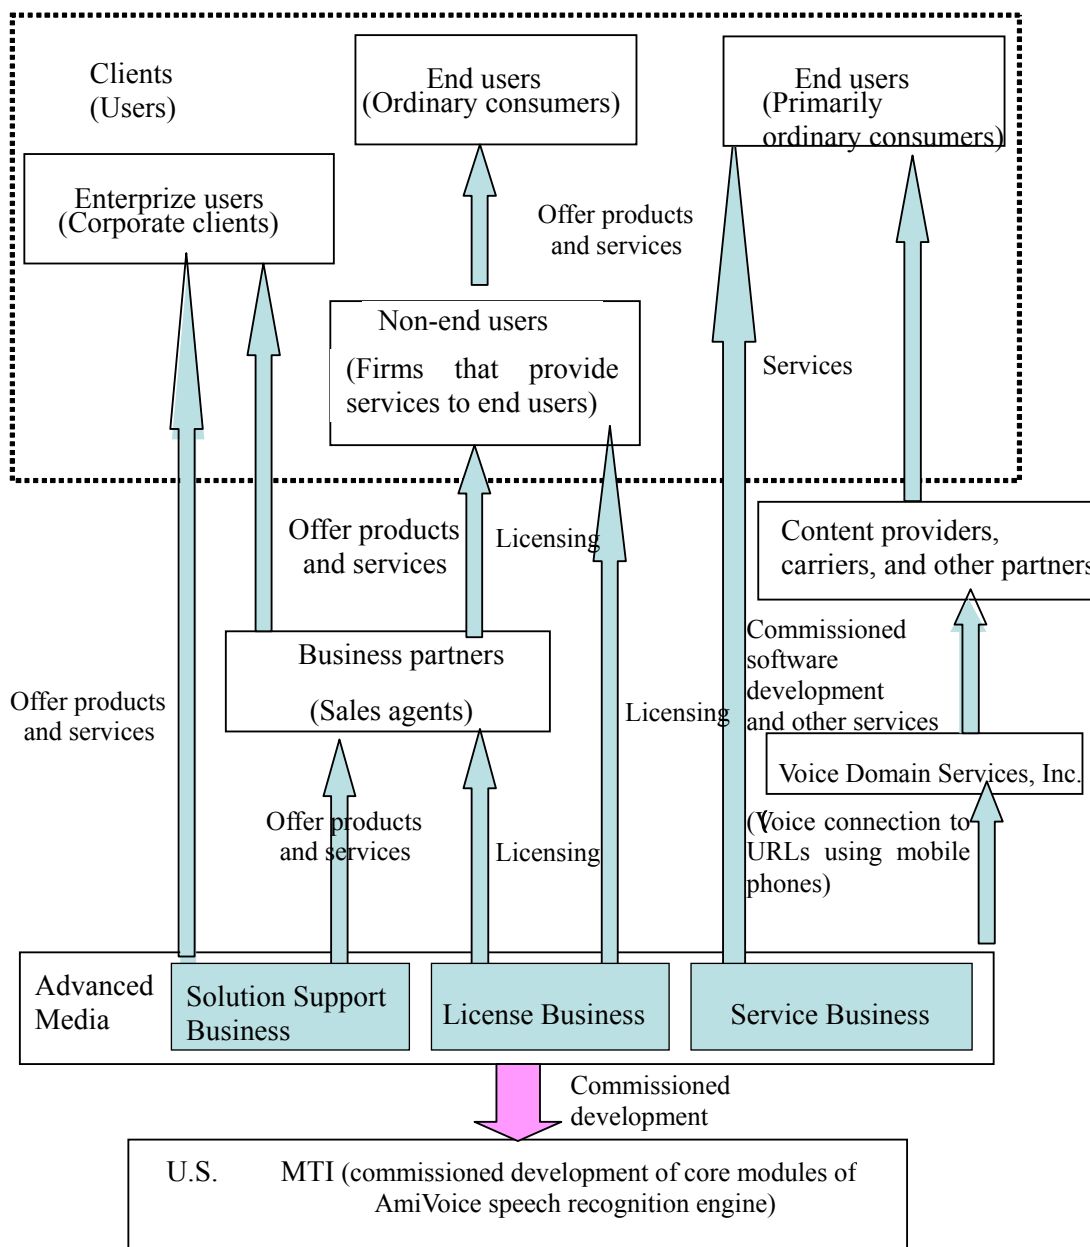 Clients
(Users)
End users
(Ordinary consumers)
End users
(Primarily
ordinary consumers)
Enterprize users
(Corporate clients)
Offer products
and services
Non-end users
(Firms that provide
services to end users)
Services
Offer products
and services
Licensing
Content providers,
carriers, and other partners
Business partners
(Sales agents)
Commissioned
software
development
and other services
Offer products
and services
Licensing
Voice Domain Services, Inc.
Offer products
and services
Licensing
(Voice connection to
URLs using mobile
phones)
Advanced
Media
Solution Support
Business
License Business
Service Business
Commissioned
development
U.S. MTI (commissioned development of core modules of
AmiVoice speech recognition engine)